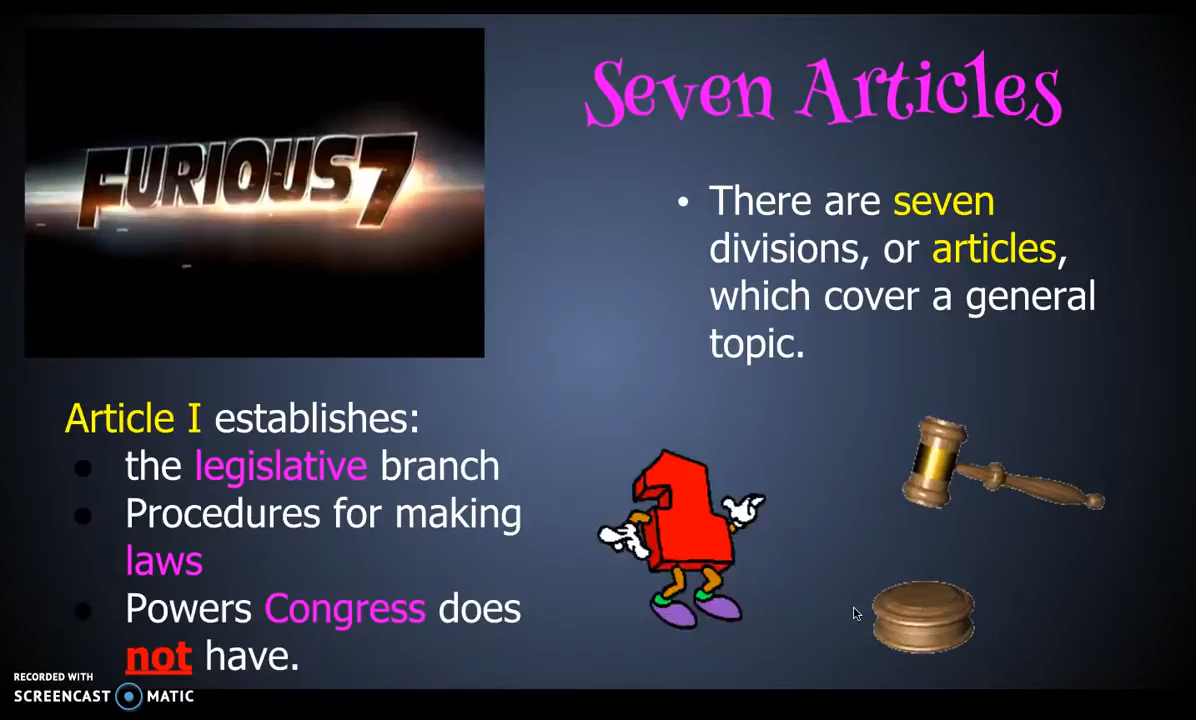 FURIOUS 7
Seven Articles
• There are seven
divisions, or articles,
which cover a general
topic.
Article I establishes:
● the legislative branch
● Procedures for making
laws
● Powers Congress does
not have.
RECORDED WITH
SCREENCAST MATIC